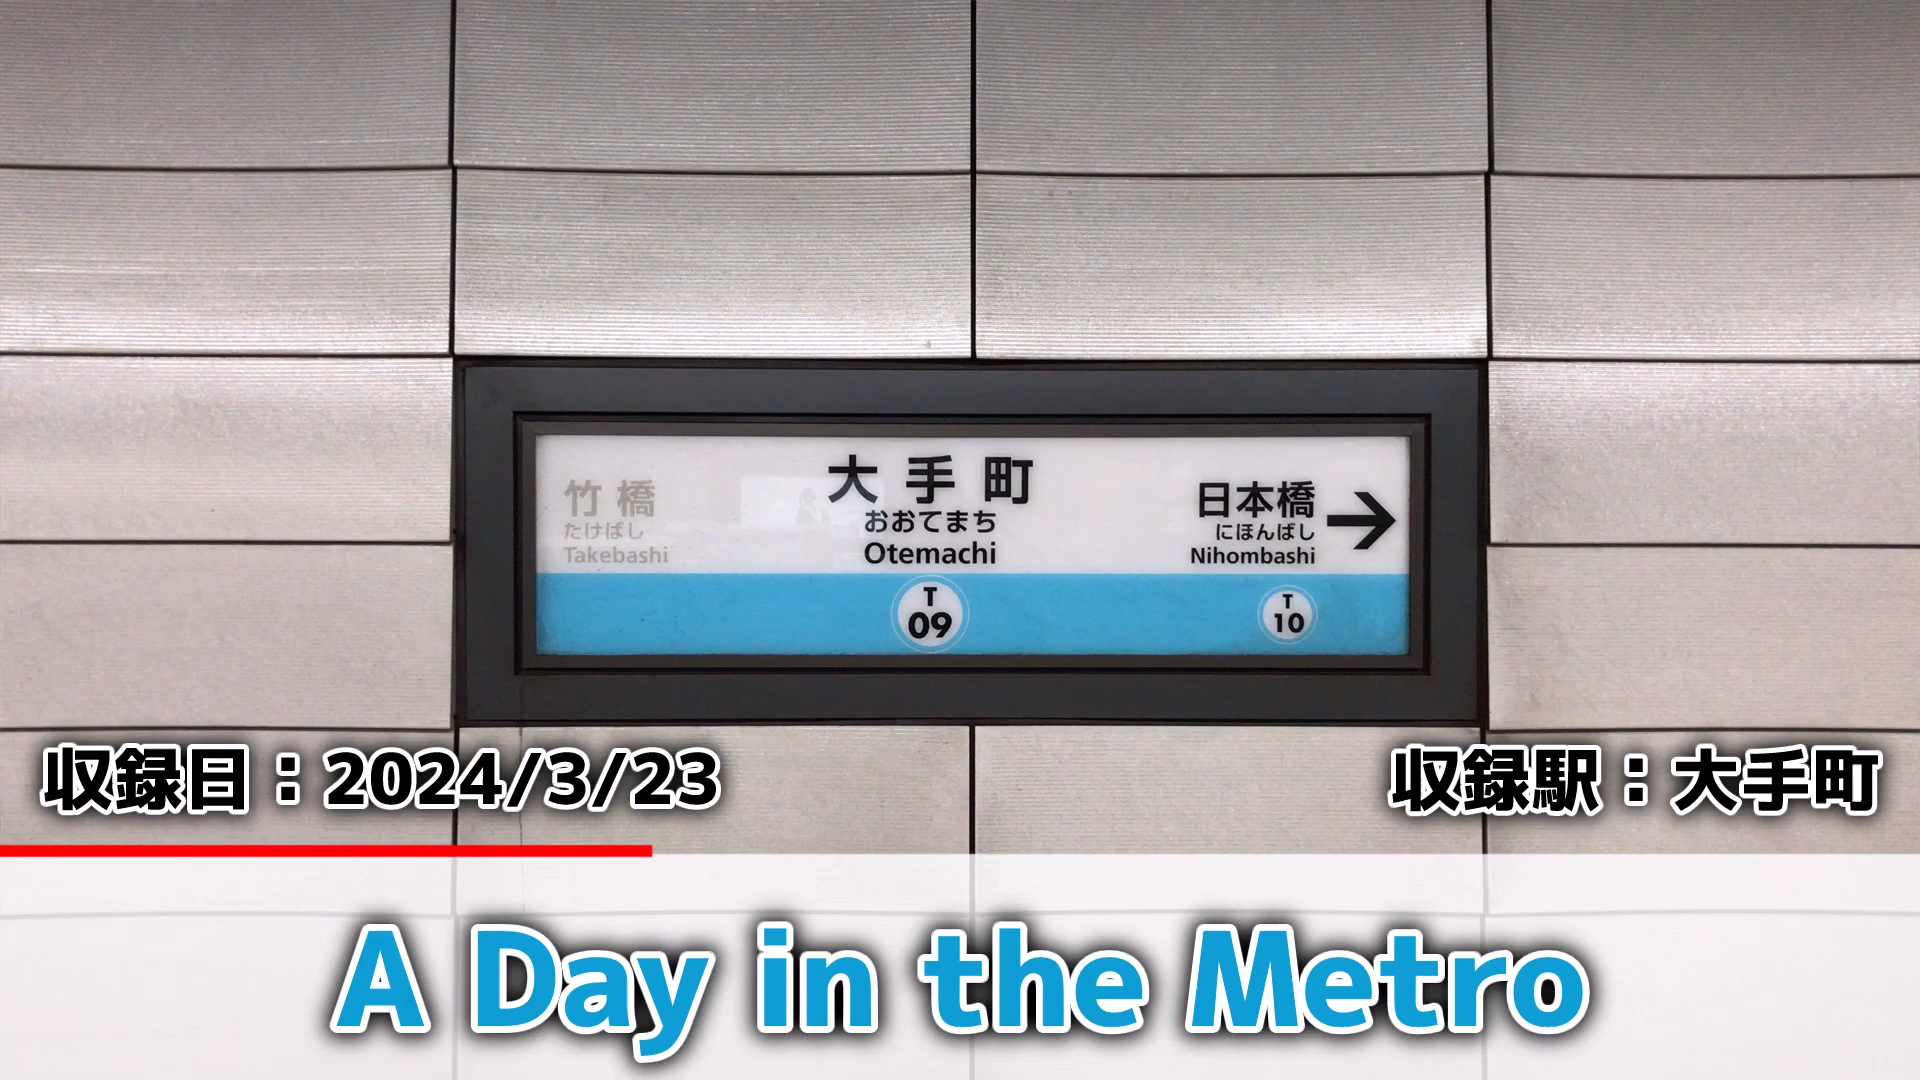 竹橋
たけばし
Takebashi
大手町
おおてまち
Otemachi
日本橋
にほんばし
Nihombashi
T
09
T
10
収録日：2024/3/23
収録駅：大手町
A Day in the Metro